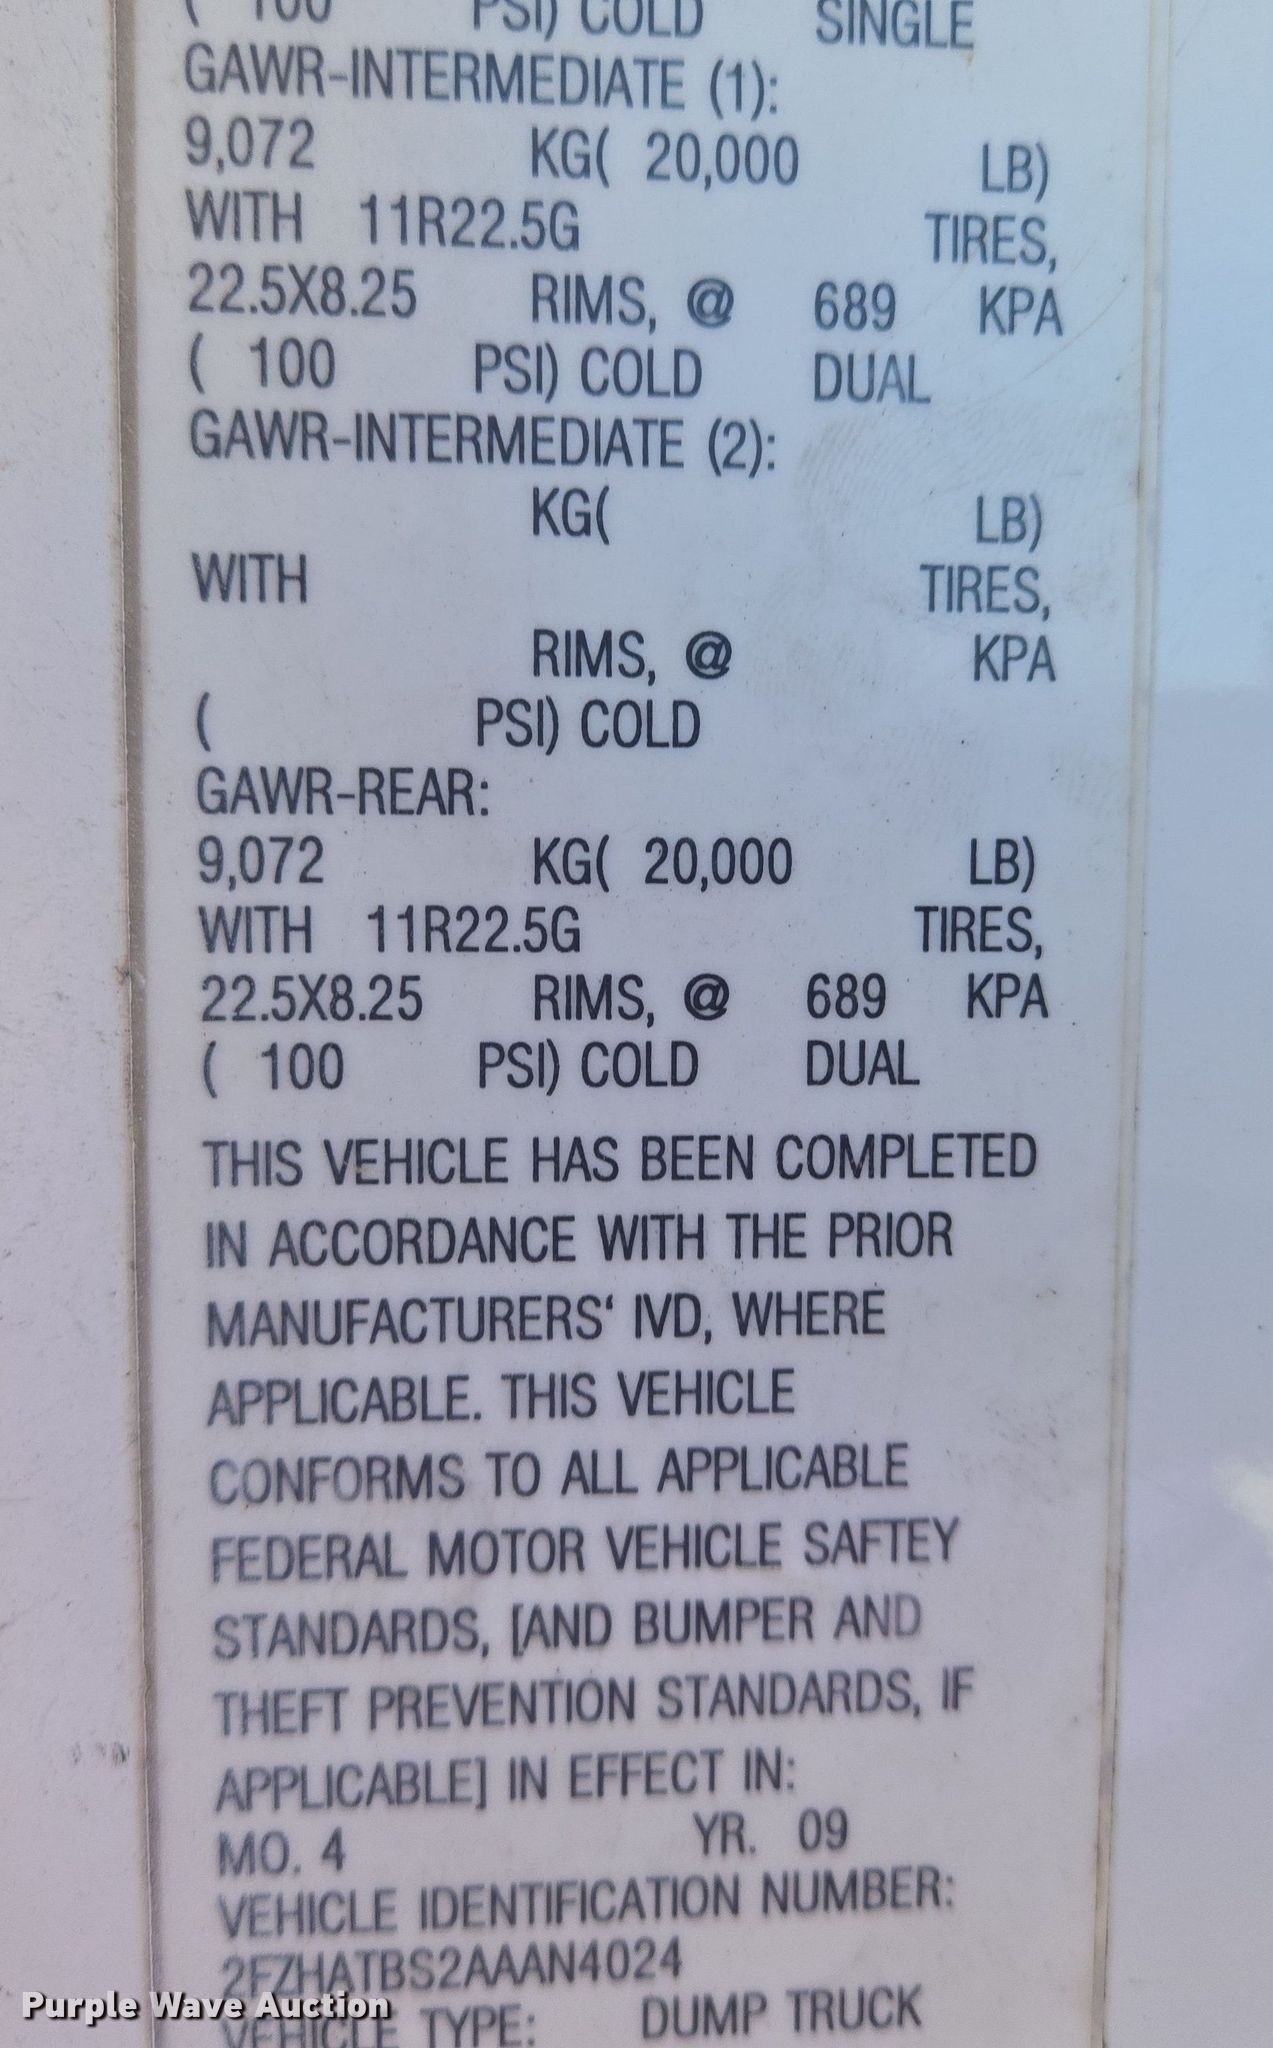 ( 100 PSI) COLD SINGLE
GAWR-INTERMEDIATE (1):
9,072 KG( 20,000 LB)
WITH 11R22.5G TIRES,
22.5X8.25 RIMS, @ 689 KPA
( 100 PSI) COLD DUAL
GAWR-INTERMEDIATE (2):
KG( LB)
WITH TIRES,
RIMS, @ KPA
( PSI) COLD
GAWR-REAR:
9,072 KG( 20,000 LB)
WITH 11R22.5G TIRES,
22.5X8.25 RIMS, @ 689 KPA
( 100 PSI) COLD DUAL
THIS VEHICLE HAS BEEN COMPLETED
IN ACCORDANCE WITH THE PRIOR
MANUFACTURERS‘ IVD, WHERE
APPLICABLE. THIS VEHICLE
CONFORMS TO ALL APPLICABLE
FEDERAL MOTOR VEHICLE SAFTEY
STANDARDS, [AND BUMPER AND
THEFT PREVENTION STANDARDS, IF
APPLICABLE] IN EFFECT IN:
MO. 4 YR. 09
VEHICLE IDENTIFICATION NUMBER:
2FZHATBS2AAAN4024
Purple Wave Auction
VEHICLE TYPE: DUMP TRUCK